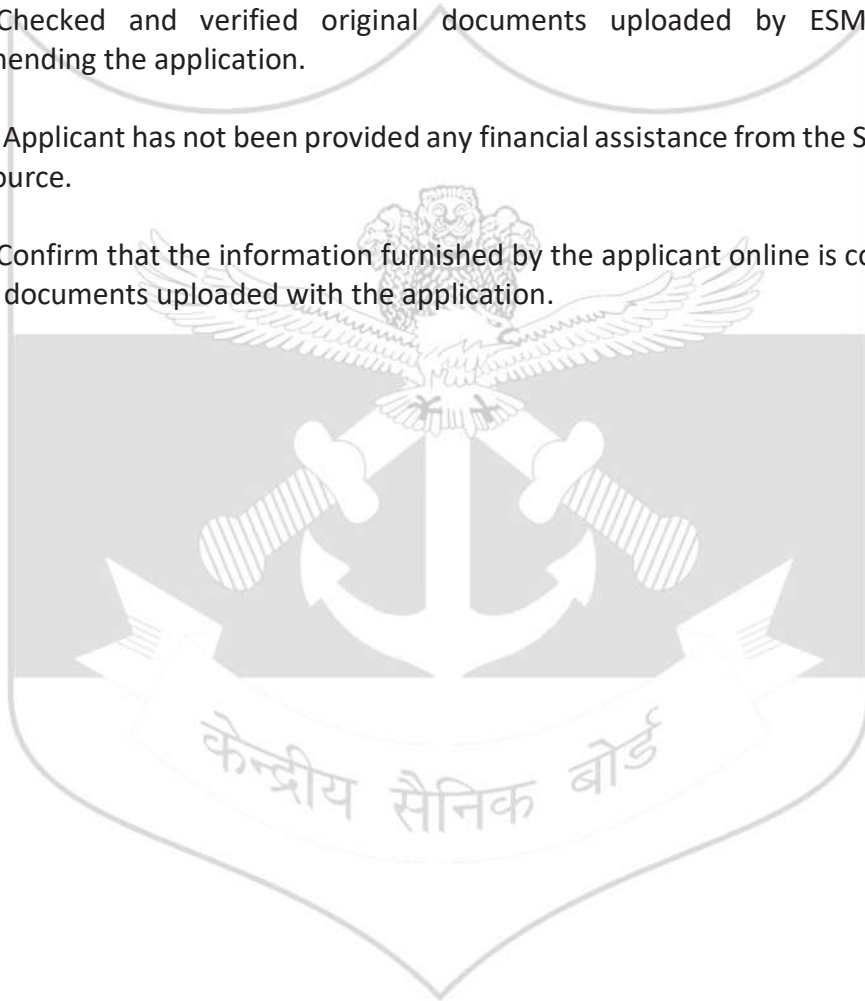 Checked and verified original documents uploaded by ESM
ending the application.
Applicant has not been provided any financial assistance from the S
ource.
Confirm that the information furnished by the applicant online is co
documents uploaded with the application.
केन्द्रीय सैनिक बोर्ड